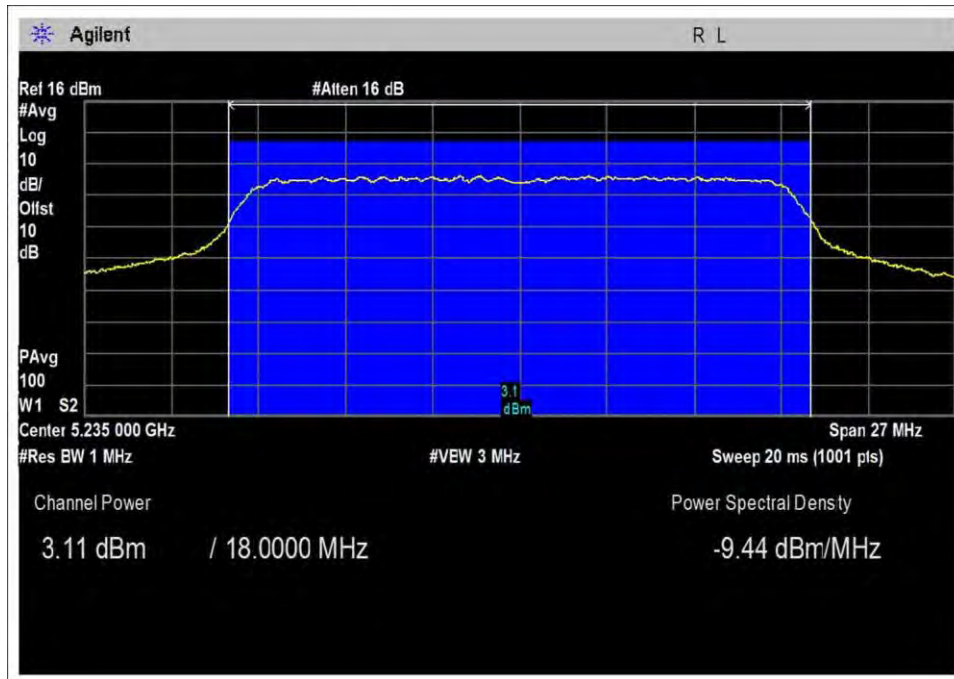 Agilent R L
Ref 16 dBm #Atten 16 dB
#Avg
Log
10
dB/
Offst
10
dB
PAvg
100
W1 S2
3.1
dBm
Center 5.235 000 GHz Span 27 MHz
#Res BW 1 MHz #VBW 3 MHz Sweep 20 ms (1001 pts)
Channel Power Power Spectral Density
3.11 dBm / 18.0000 MHz -9.44 dBm/MHz